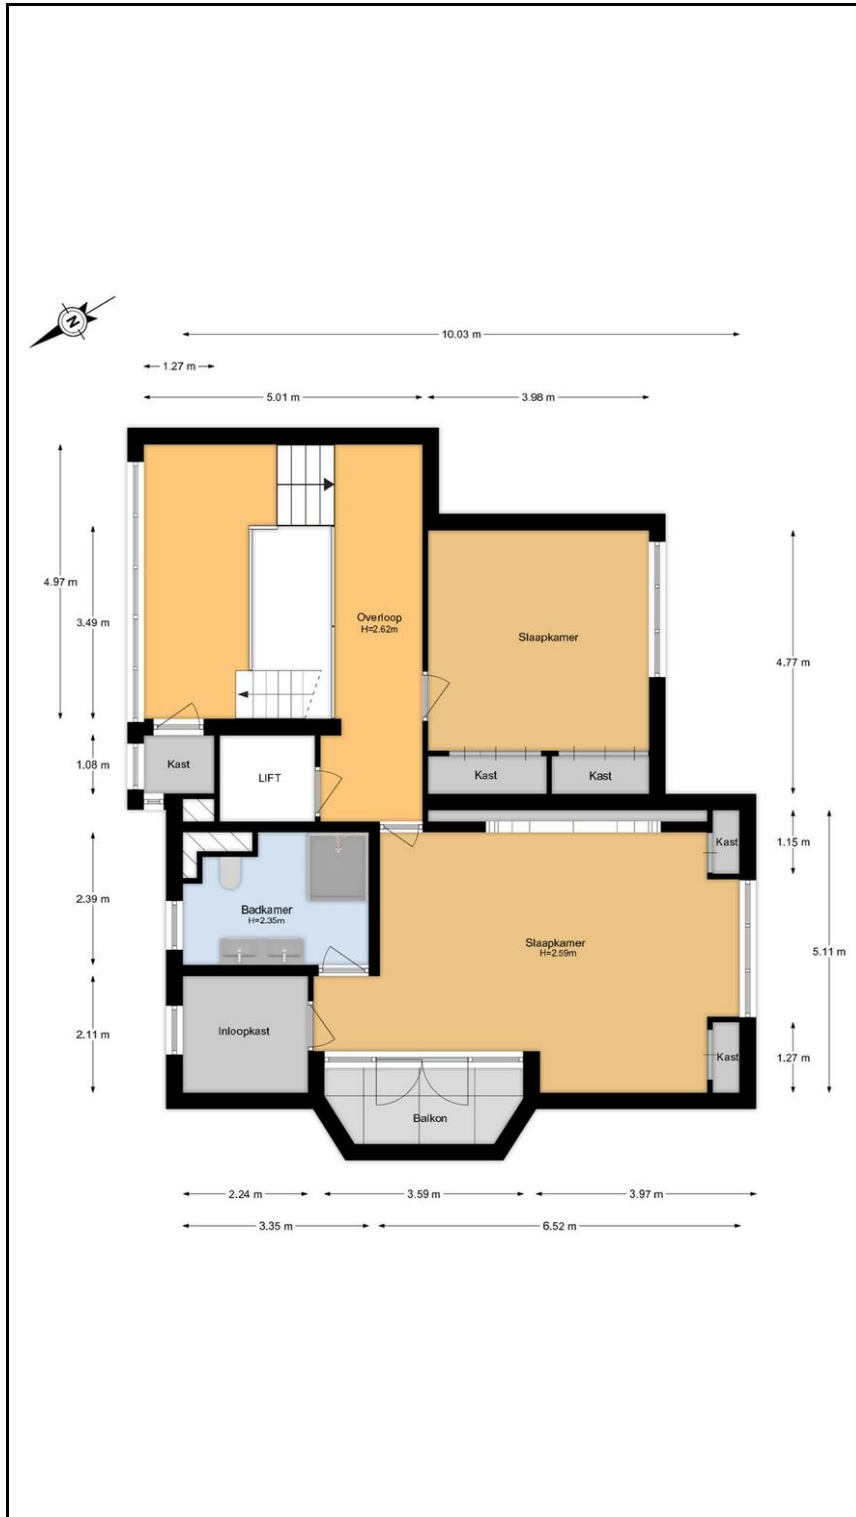 N
10.03 m
1.27 m
5.01 m
3.98 m
4.97 m
3.49 m
4.77 m
Overloop
H=2.62m
Slaapkamer
1.08 m
Kast
LIFT
Kast
Kast
Kast
1.15 m
2.39 m
Badkamer
H=2.35m
Slaapkamer
H=2.59m
5.11 m
2.11 m
Inloopkast
Kast
1.27 m
Balkon
2.24 m
3.59 m
3.97 m
3.35 m
6.52 m